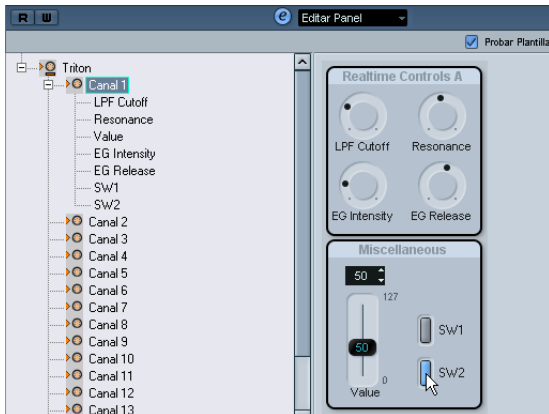 R W
e Editar Panel
Probar Plantilla
Triton
Canal 1
LPF Cutoff
Resonance
Value
EG Intensity
EG Release
SW1
SW2
Canal 2
Canal 3
Canal 4
Canal 5
Canal 6
Canal 7
Canal 8
Canal 9
Canal 10
Canal 11
Canal 12
Canal 13
Realtime Controls A
LPF Cutoff Resonance
EG Intensity EG Release
Miscellaneous
50
127
SW1
50
SW2
0
Value